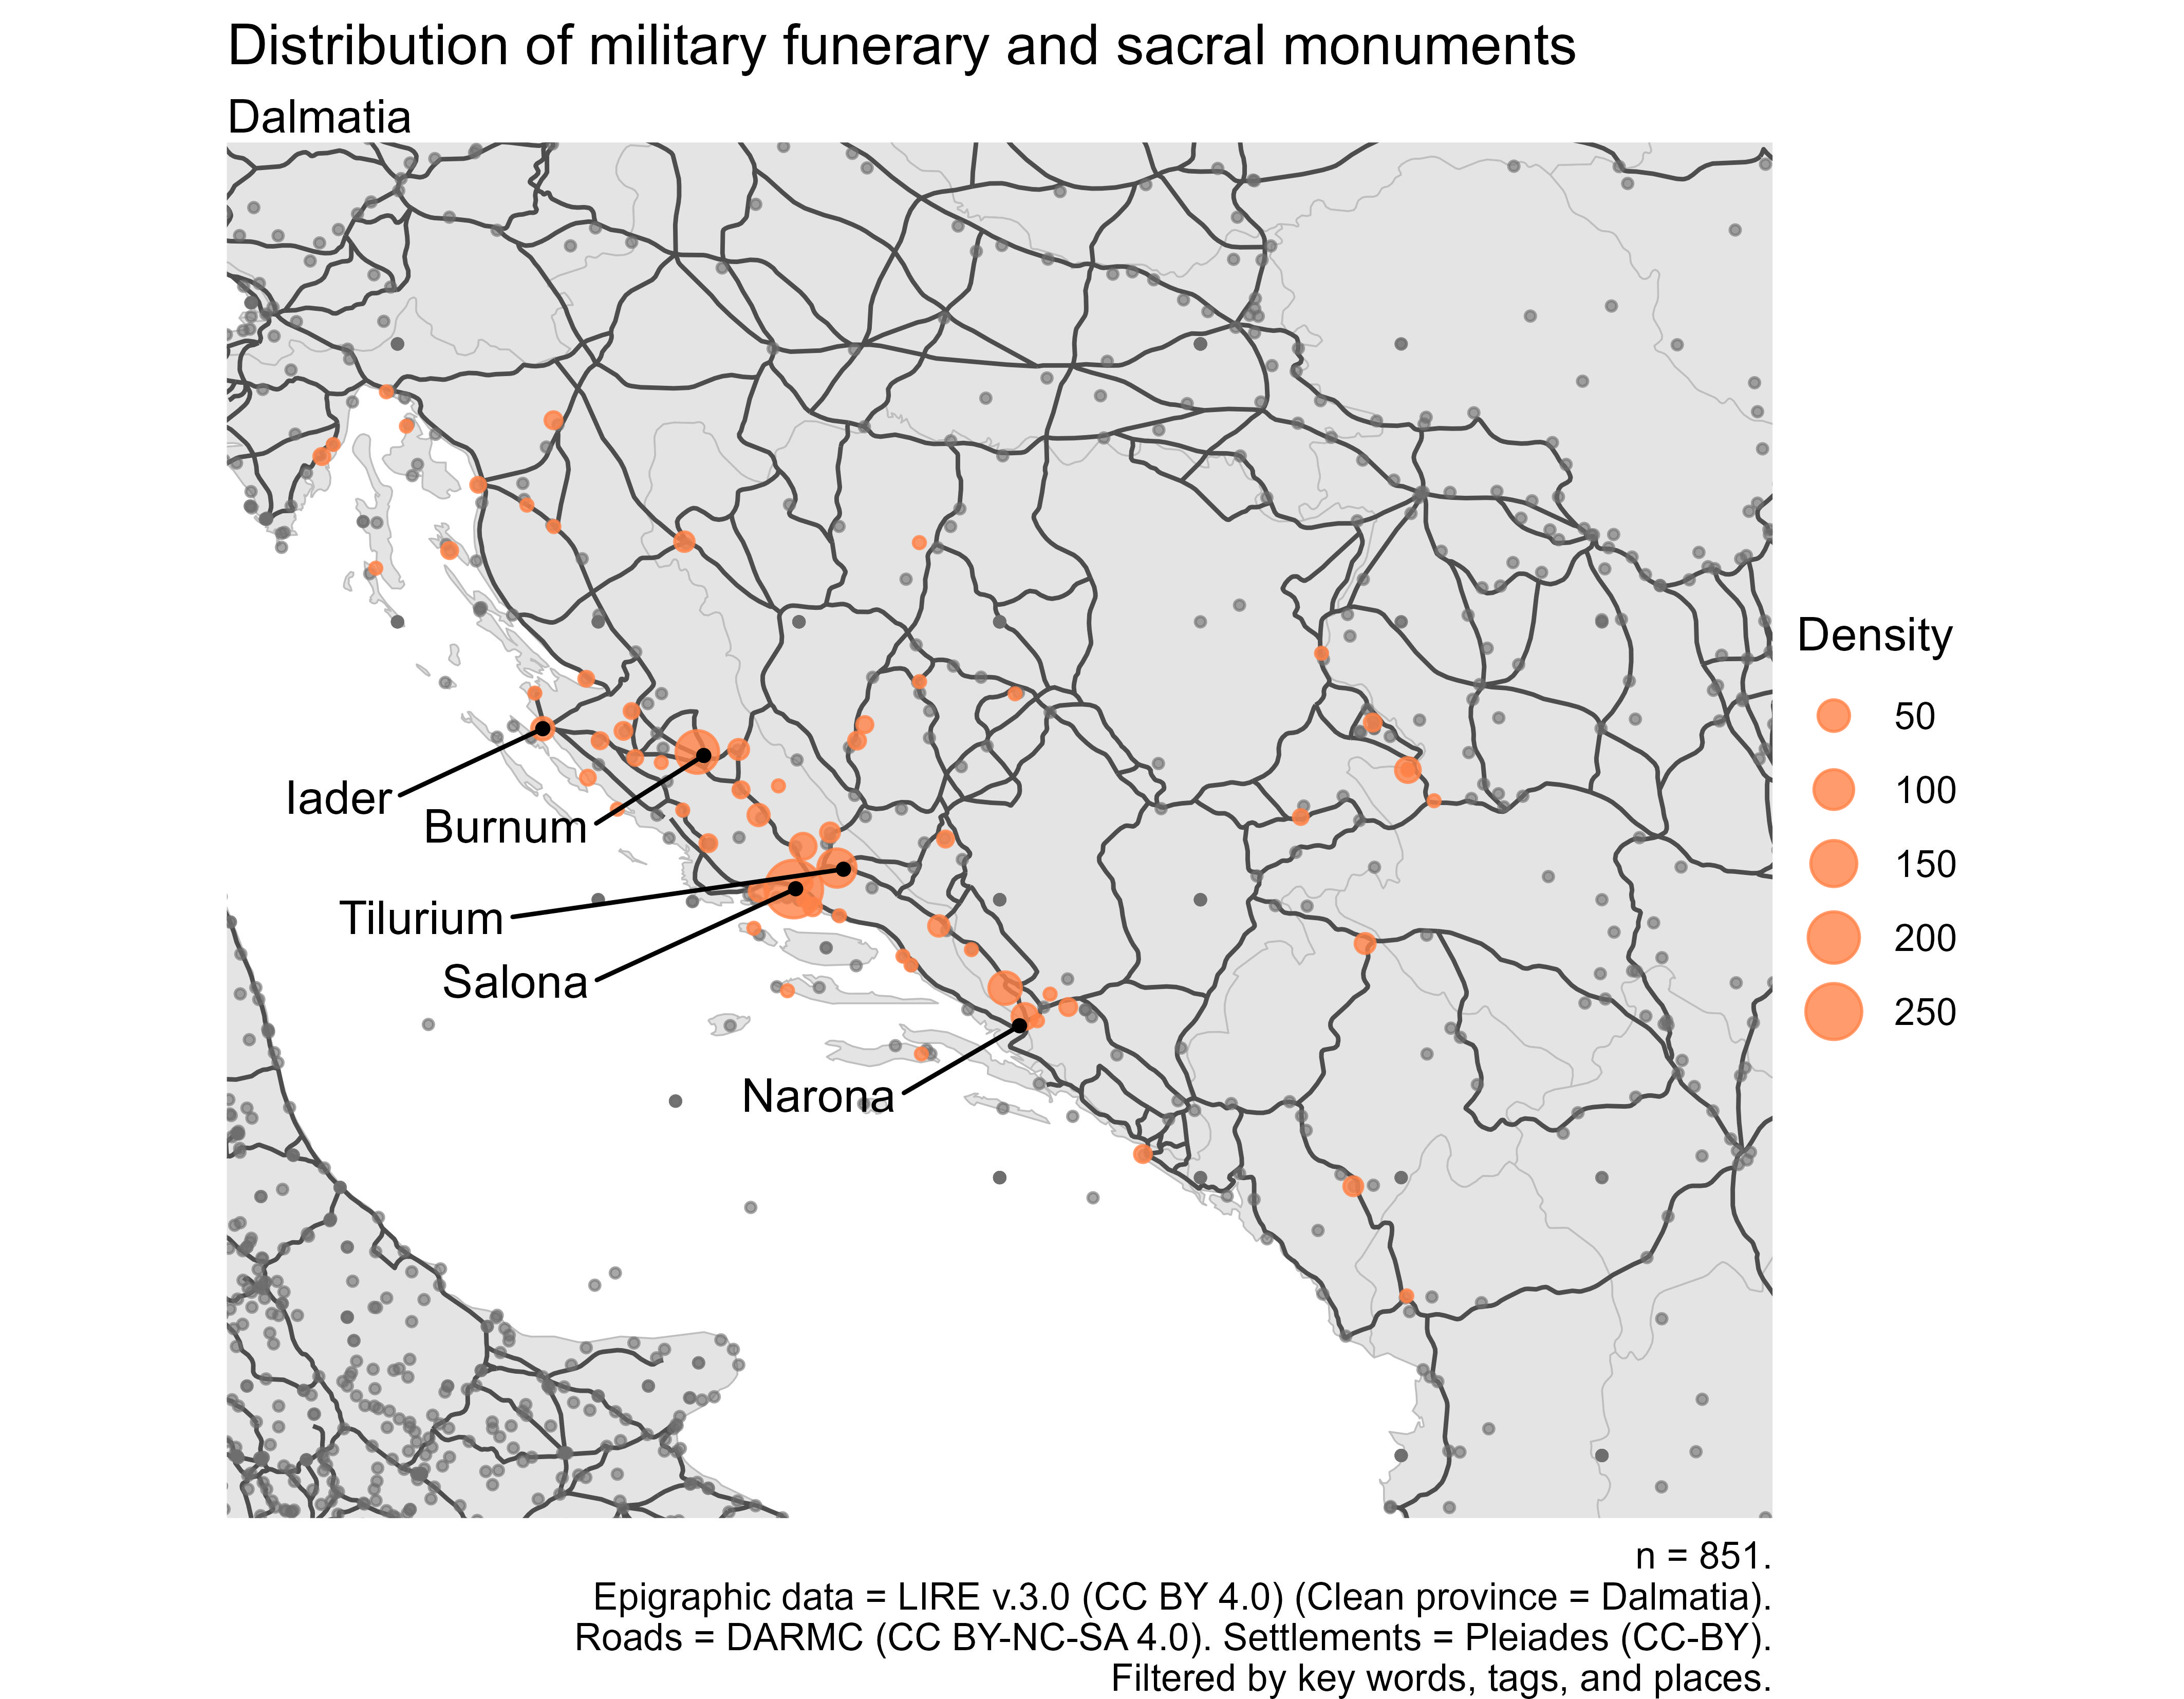 Distribution of military funerary and sacral monuments
Dalmatia
Iader
Burnum
Tilurium
Salona
Narona
Density
50
100
150
200
250
n = 851.
Epigraphic data = LIRE v.3.0 (CC BY 4.0) (Clean province = Dalmatia).
Roads = DARMC (CC BY-NC-SA 4.0). Settlements = Pleiades (CC-BY).
Filtered by key words, tags, and places.